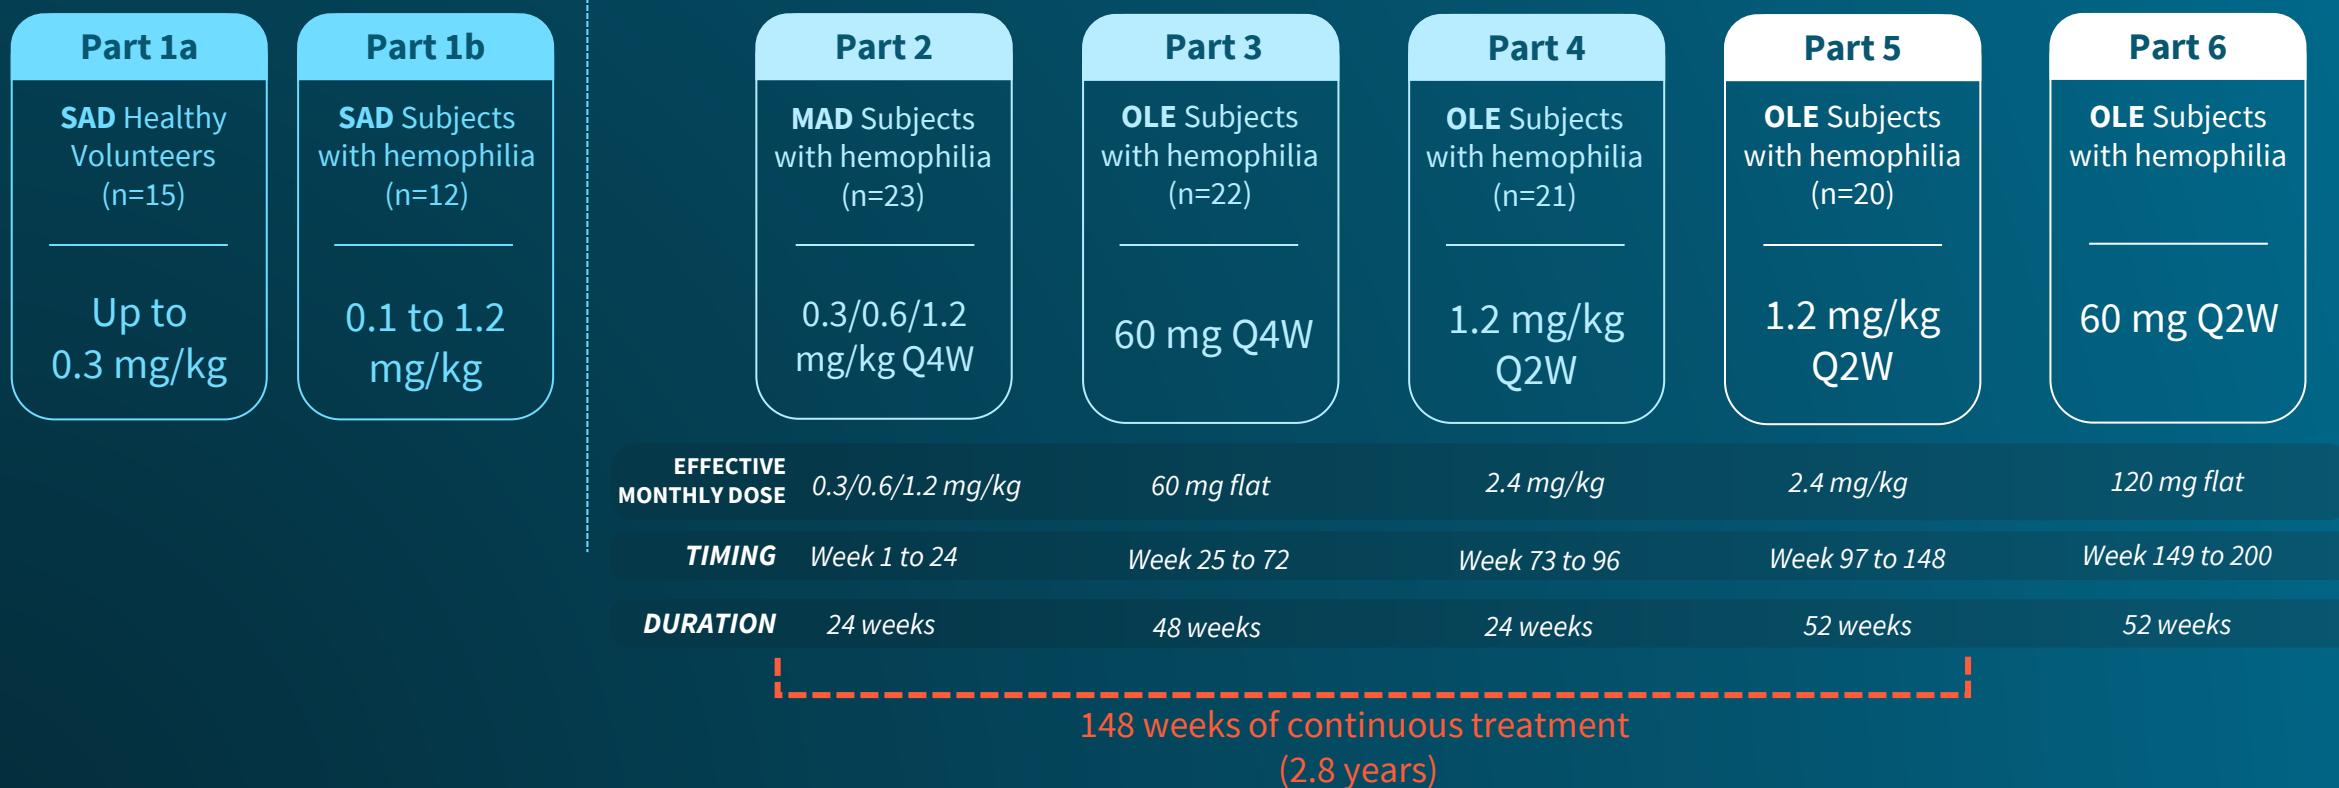 Part 1a
SAD Healthy
Volunteers
(n=15)
Up to
0.3 mg/kg
Part 1b
SAD Subjects
with hemophilia
(n=12)
0.1 to 1.2
mg/kg
Part 2
MAD Subjects
with hemophilia
(n=23)
0.3/0.6/1.2
mg/kg Q4W
Part 3
OLE Subjects
with hemophilia
(n=22)
60 mg Q4W
Part 4
OLE Subjects
with hemophilia
(n=21)
1.2 mg/kg
Q2W
Part 5
OLE Subjects
with hemophilia
(n=20)
1.2 mg/kg
Q2W
Part 6
OLE Subjects
with hemophilia
60 mg Q2W
EFFECTIVE
MONTHLY DOSE
0.3/0.6/1.2 mg/kg
60 mg flat
2.4 mg/kg
2.4 mg/kg
120 mg flat
TIMING
Week 1 to 24
Week 25 to 72
Week 73 to 96
Week 97 to 148
Week 149 to 200
DURATION
24 weeks
48 weeks
24 weeks
52 weeks
52 weeks
148 weeks of continuous treatment
(2.8 years)